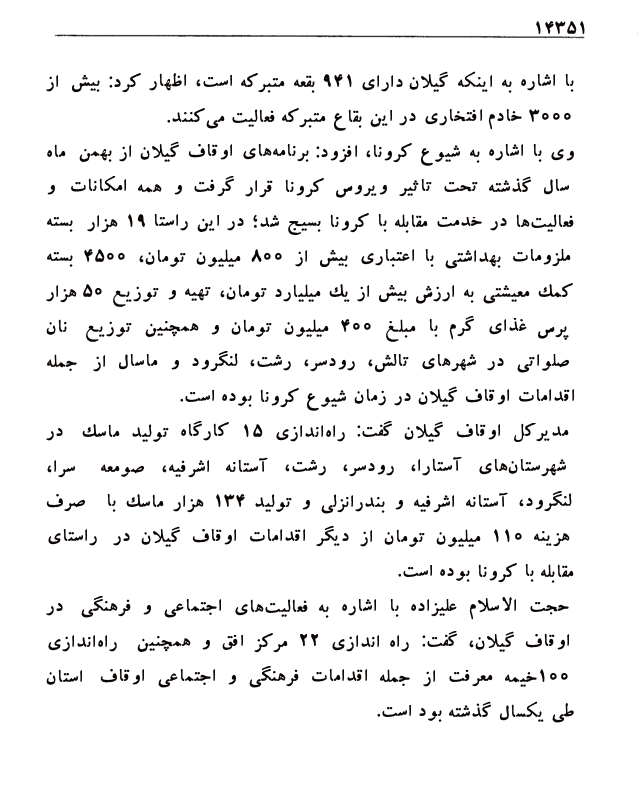 ۱۴۳۵۱
با اشاره به اینکه گیلان دارای ۹۴۱ بقعه متبرکه است، اظهار کرد: بیش از
۳۰۰۰ خادم افتخاری در این بقاع متبرکه فعالیت می‌کنند.
وی با اشاره به شیوع کرونا، افزود: برنامه‌های اوقاف گیلان از بهمن ماه
سال گذشته تحت تاثیر ویروس کرونا قرار گرفت و همه امکانات و
فعالیت‌ها در خدمت مقابله با کرونا بسیج شد؛ در این راستا ۱۹ هزار بسته
ملزومات بهداشتی با اعتباری بیش از ۸۰۰ میلیون تومان، ۴۵۰۰ بسته
کمك معیشتی به ارزش بیش از یك میلیارد تومان، تهیه و توزیع ۵۰ هزار
پرس غذای گرم با مبلغ ۴۰۰ میلیون تومان و همچنین توزیع نان
صلواتی در شهرهای تالش، رودسر، رشت، لنگرود و ماسال از جمله
اقدامات اوقاف گیلان در زمان شیوع کرونا بوده است.
مدیرکل اوقاف گیلان گفت: راه‌اندازی ۱۵ کارگاه تولید ماسك در
شهرستان‌های آستارا، رودسر، رشت، آستانه اشرفیه، صومعه سرا،
لنگرود، آستانه اشرفیه و بندرانزلی و تولید ۱۳۴ هزار ماسك با صرف
هزینه ۱۱۰ میلیون تومان از دیگر اقدامات اوقاف گیلان در راستای
مقابله با کرونا بوده است.
حجت الاسلام علیزاده با اشاره به فعالیت‌های اجتماعی و فرهنگی در
اوقاف گیلان، گفت: راه اندازی ۲۲ مرکز افق و همچنین راه‌اندازی
۱۰۰خیمه معرفت از جمله اقدامات فرهنگی و اجتماعی اوقاف استان
طی یکسال گذشته بود است.